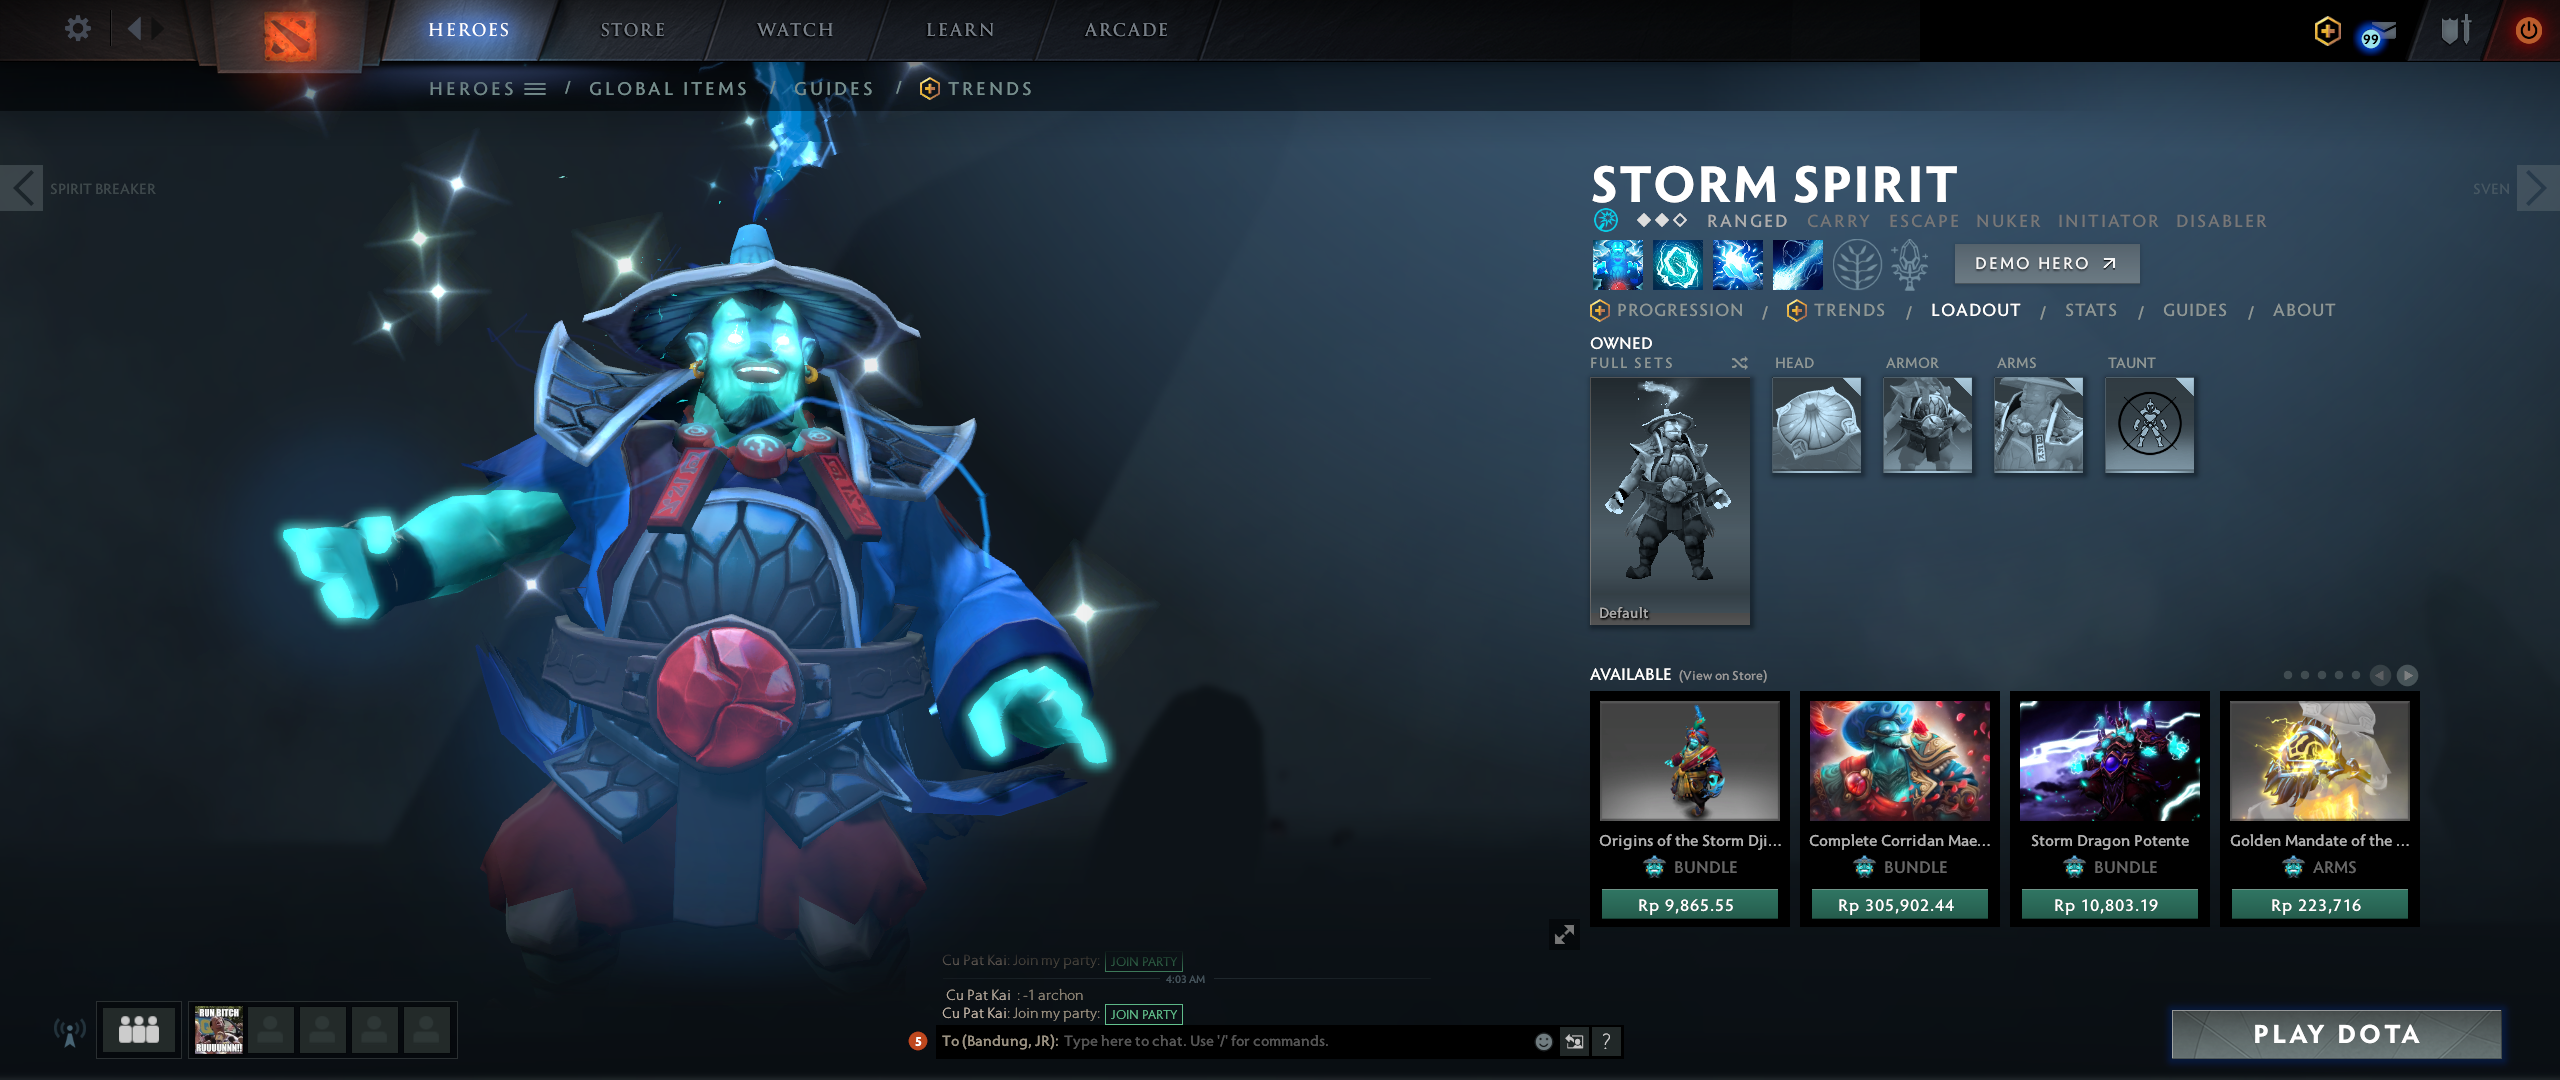 HEROES STORE WATCH LEARN ARCADE
99
HEROES / GLOBAL ITEMS / GUIDES / TRENDS
SPIRIT BREAKER
SVEN
STORM SPIRIT
RANGED CARRY ESCAPE NUKER INITIATOR DISABLER
DEMO HERO
PROGRESSION / TRENDS / LOADOUT / STATS / GUIDES / ABOUT
OWNED
FULL SETS HEAD ARMOR ARMS TAUNT
Default
AVAILABLE (View on Store)
Origins of the Storm Dji...
BUNDLE
Rp 9,865.55
Complete Corridan Mae...
BUNDLE
Rp 305,902.44
Storm Dragon Potente
BUNDLE
Rp 10,803.19
Golden Mandate of the ...
ARMS
Rp 223,716
Cu Pat Kai: Join my party: JOIN PARTY
4:03 AM
Cu Pat Kai : -1 archon
Cu Pat Kai: Join my party: JOIN PARTY
5 To (Bandung, JR): Type here to chat. Use '/' for commands. ?
RUN BITCH
RUUUUNNN!!
PLAY DOTA